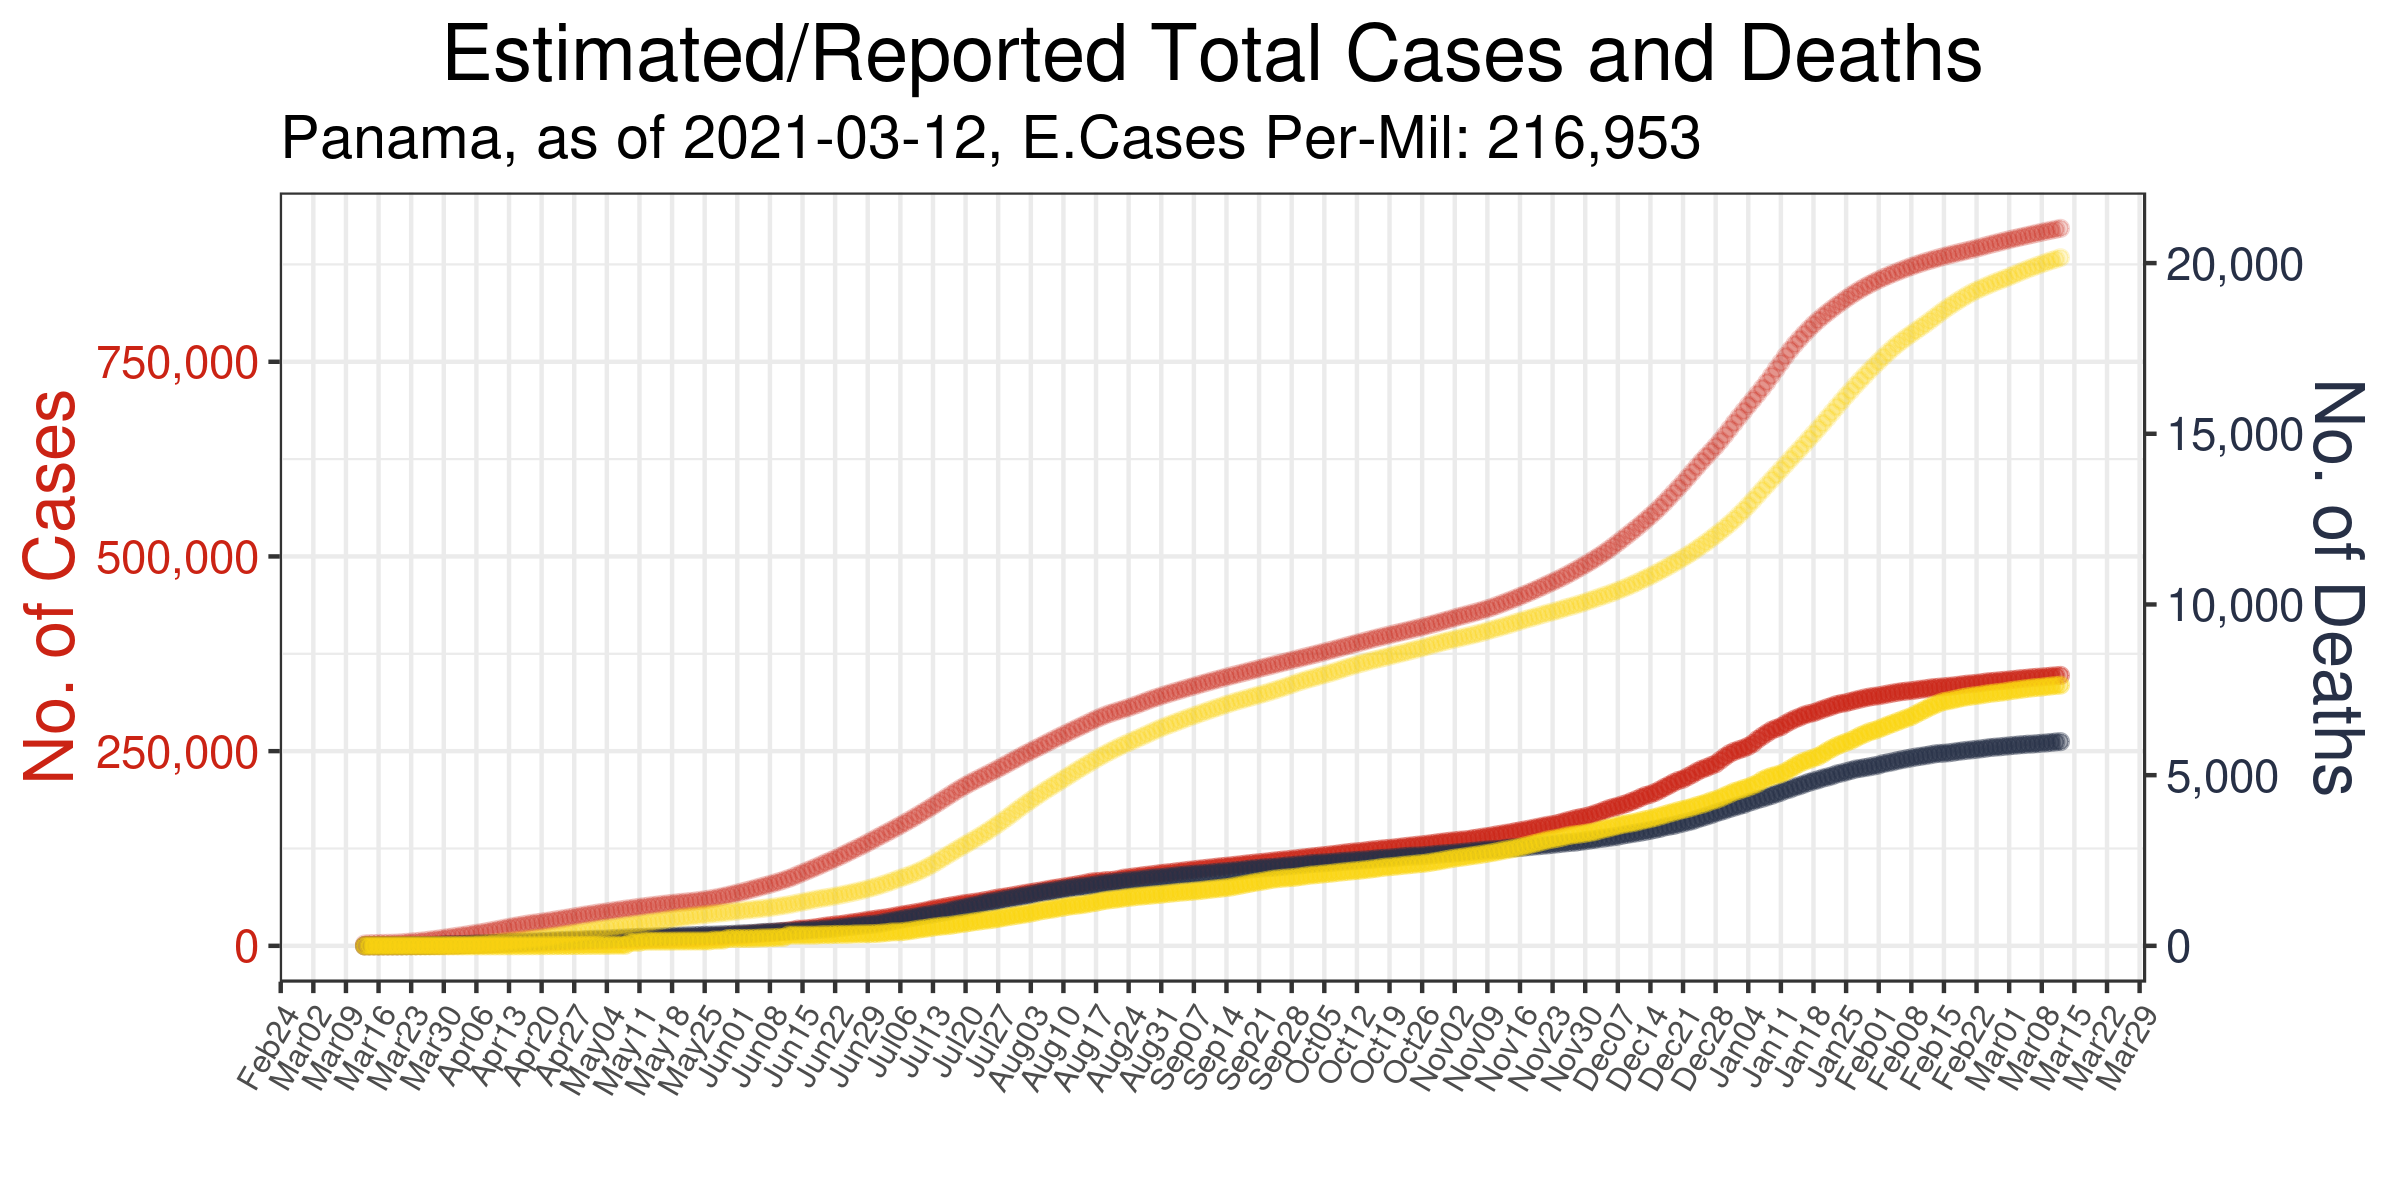 Estimated/Reported Total Cases and Deaths
Panama, as of 2021-03-12, E.Cases Per-Mil: 216,953
No. of Cases
750,000
500,000
250,000
0
20,000
15,000
10,000
5,000
0
No. of Deaths
Feb24
Mar02
Mar09
Mar16
Mar23
Mar30
Apr06
Apr13
Apr20
Apr27
May04
May11
May18
May25
Jun01
Jun08
Jun15
Jun22
Jun29
Jul06
Jul13
Jul20
Jul27
Aug03
Aug10
Aug17
Aug24
Aug31
Sep07
Sep14
Sep21
Sep28
Oct05
Oct12
Oct19
Oct26
Nov02
Nov09
Nov16
Nov23
Nov30
Dec07
Dec14
Dec21
Dec28
Jan04
Jan11
Jan18
Jan25
Feb01
Feb08
Feb15
Feb22
Mar01
Mar08
Mar15
Mar22
Mar29